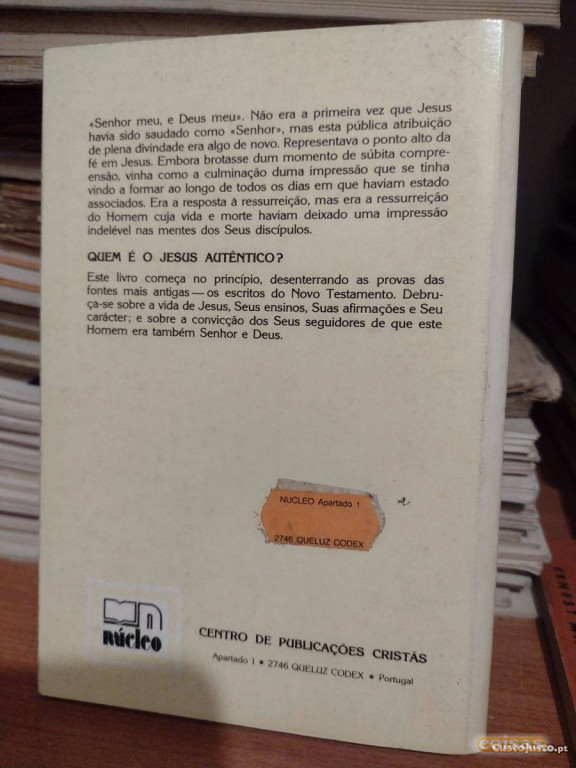 «Senhor meu, e Deus meu». Não era a primeira vez que Jesus
havia sido saudado como «Senhor», mas esta pública atribuição
de plena divindade era algo de novo. Representava o ponto alto da
fé em Jesus. Embora brotasse dum momento de súbita compre-
ensão, vinha como a culminação duma impressão que se tinha
vindo a formar ao longo de todos os dias em que haviam estado
associados. Era a resposta à ressurreição, mas era a ressurreição
do Homem cuja vida e morte haviam deixado uma impressão
indelével nas mentes dos Seus discípulos.
QUEM É O JESUS AUTÊNTICO?
Este livro começa no princípio, desenterrando as provas das
fontes mais antigas — os escritos do Novo Testamento. Debru-
ça-se sobre a vida de Jesus, Seus ensinos, Suas afirmações e Seu
carácter; e sobre a convicção dos Seus seguidores de que este
Homem era também Senhor e Deus.
NUCLEO Apartado 1
2746 QUELUZ CODEX
núcleo
CENTRO DE PUBLICAÇÕES CRISTÃS
Apartado 1 • 2746 QUELUZ CODEX • Portugal
ERNEST
coisas
CustoJusto.pt